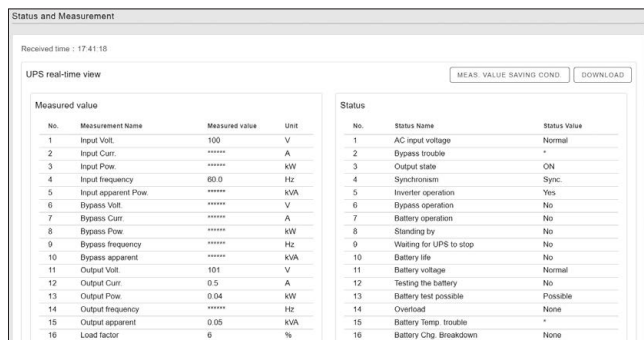 Status and Measurement
Received time : 17:41:18
UPS real-time view
MEAS. VALUE SAVING COND.
DOWNLOAD
Measured value
No. Measurement Name Measured value Unit
1 Input Volt. 100 V
2 Input Curr. ****** A
3 Input Pow. ****** kW
4 Input frequency 60.0 Hz
5 Input apparent Pow. ****** kVA
6 Bypass Volt. ****** V
7 Bypass Curr. ****** A
8 Bypass Pow. ****** kW
9 Bypass frequency ****** Hz
10 Bypass apparent ****** kVA
11 Output Volt. 101 V
12 Output Curr. 0.5 A
13 Output Pow. 0.04 kW
14 Output frequency ****** Hz
15 Output apparent 0.05 kVA
16 Load factor 6 %
Status
No. Status Name Status Value
1 AC input voltage Normal
2 Bypass trouble *
3 Output state ON
4 Synchronism Sync.
5 Inverter operation Yes
6 Bypass operation No
7 Battery operation No
8 Standing by No
9 Waiting for UPS to stop No
10 Battery life No
11 Battery voltage Normal
12 Testing the battery No
13 Battery test possible Possible
14 Overload None
15 Battery Temp. trouble *
16 Battery Chg. Breakdown None